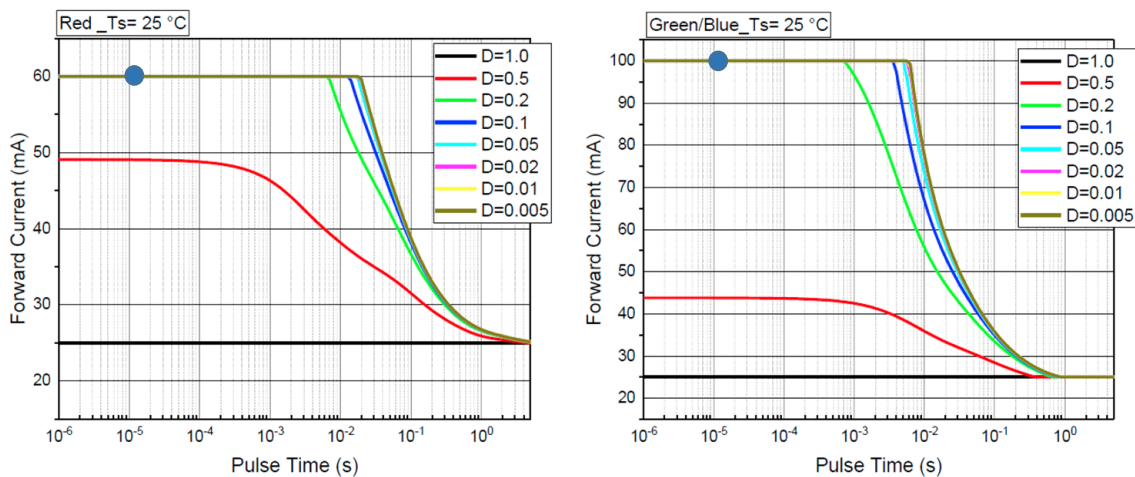 Red _Ts= 25 °C
60
50
40
30
20
Forward Current (mA)
D=1.0
D=0.5
D=0.2
D=0.1
D=0.05
D=0.02
D=0.01
D=0.005
10-6 10-5 10-4 10-3 10-2 10-1 100
Pulse Time (s)
Green/Blue_Ts= 25 °C
100
90
80
70
60
50
40
30
20
Forward Current (mA)
D=1.0
D=0.5
D=0.2
D=0.1
D=0.05
D=0.02
D=0.01
D=0.005
10-6 10-5 10-4 10-3 10-2 10-1 100
Pulse Time (s)